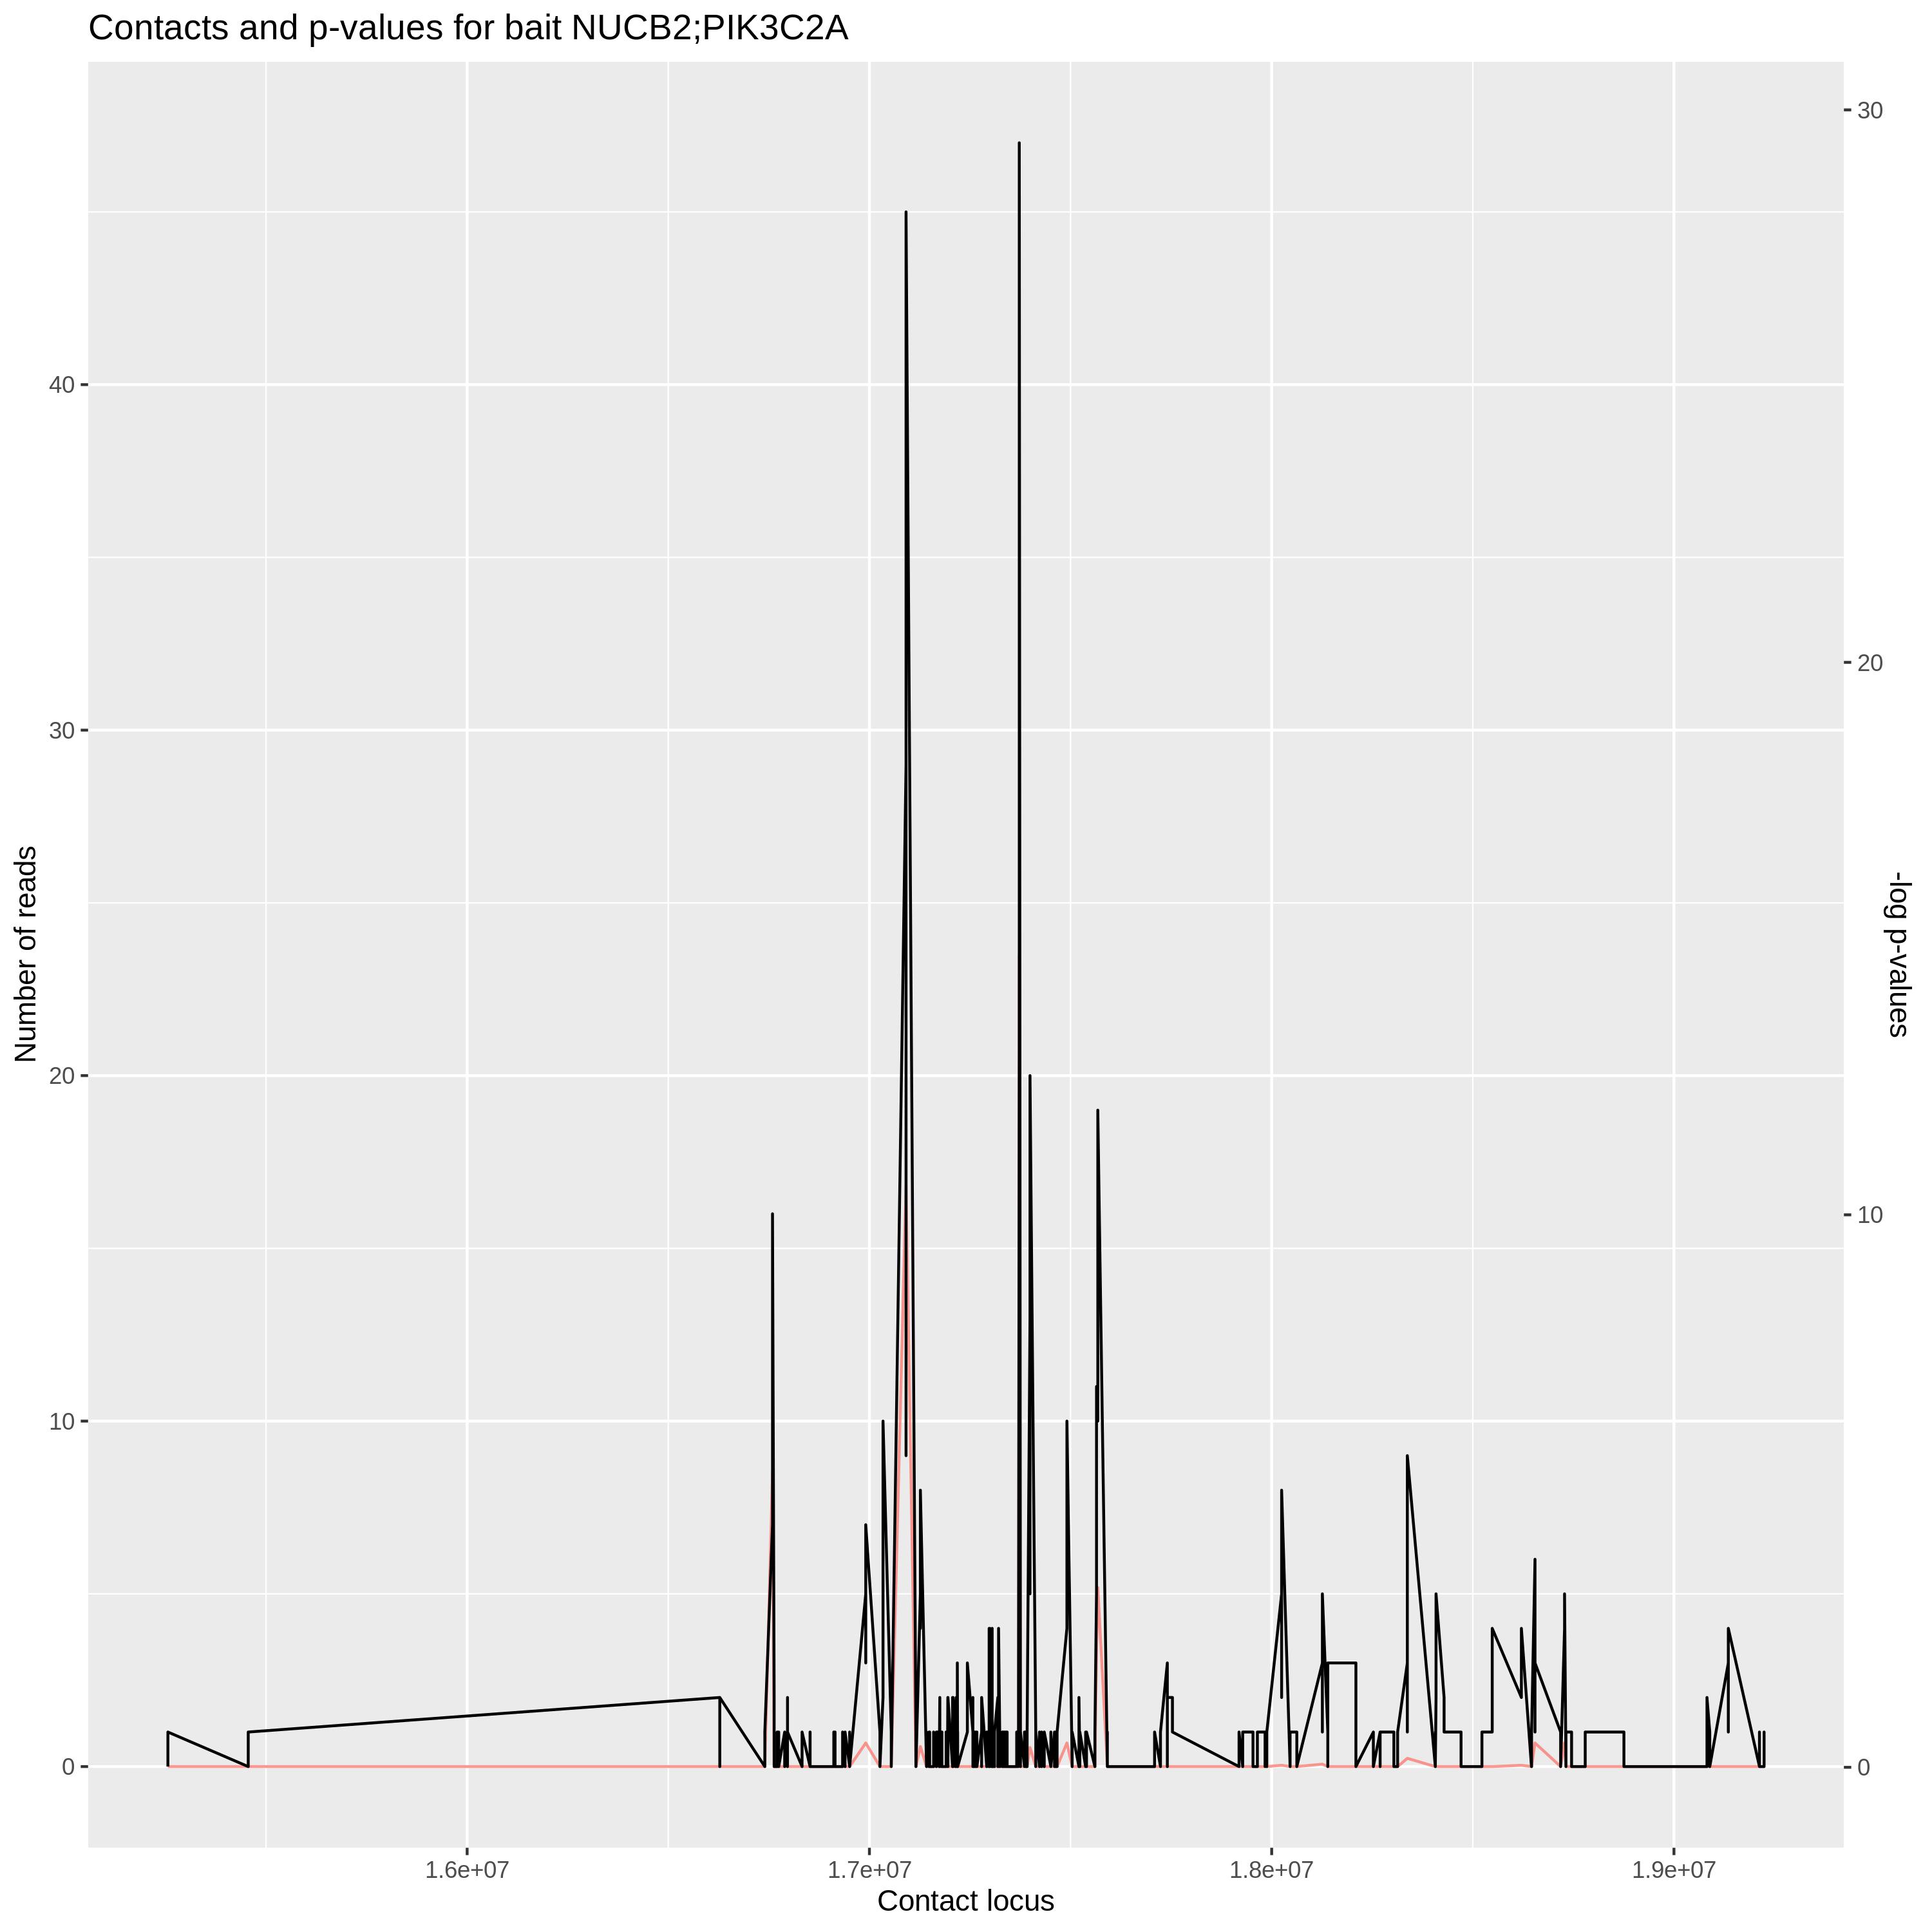 Contacts and p-values for bait NUCB2;PIK3C2A
30
40
20
30
Number of reads
-log p-values
20
10
10
0
0
1.6e+07
1.7e+07
1.8e+07
1.9e+07
Contact locus